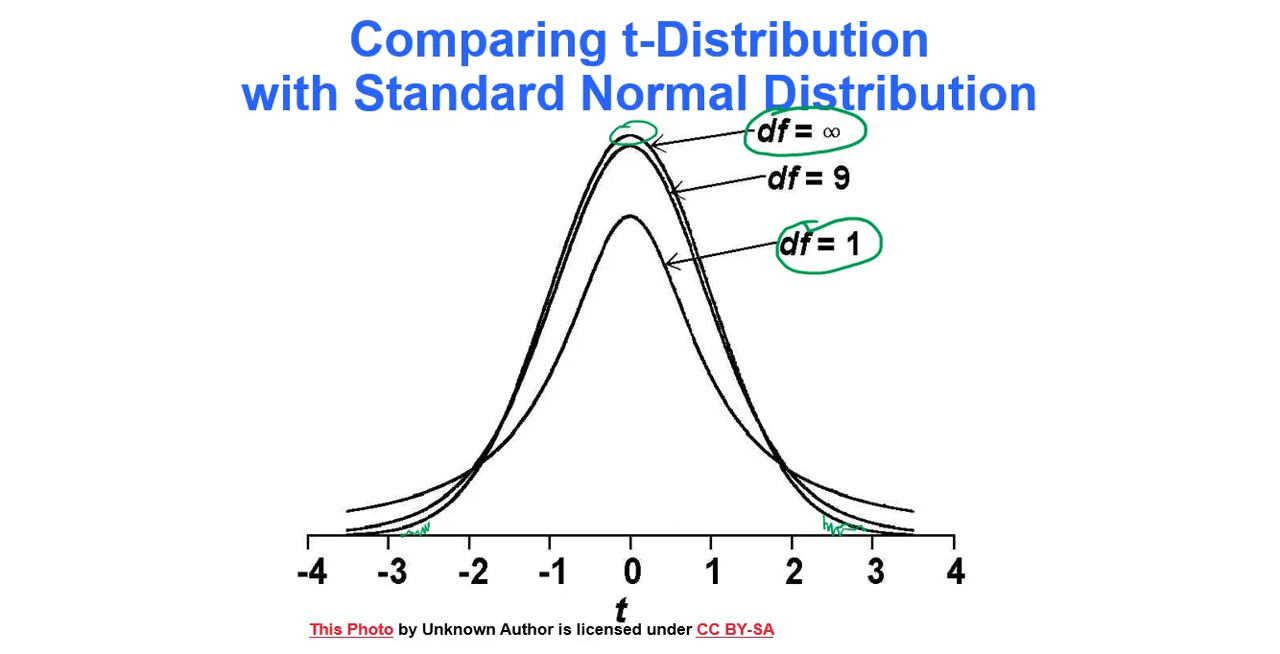 Comparing t-Distribution
with Standard Normal Distribution
df = ∞
df = 9
df = 1
-4 -3 -2 -1 0 1 2 3 4
t
This Photo by Unknown Author is licensed under CC BY-SA